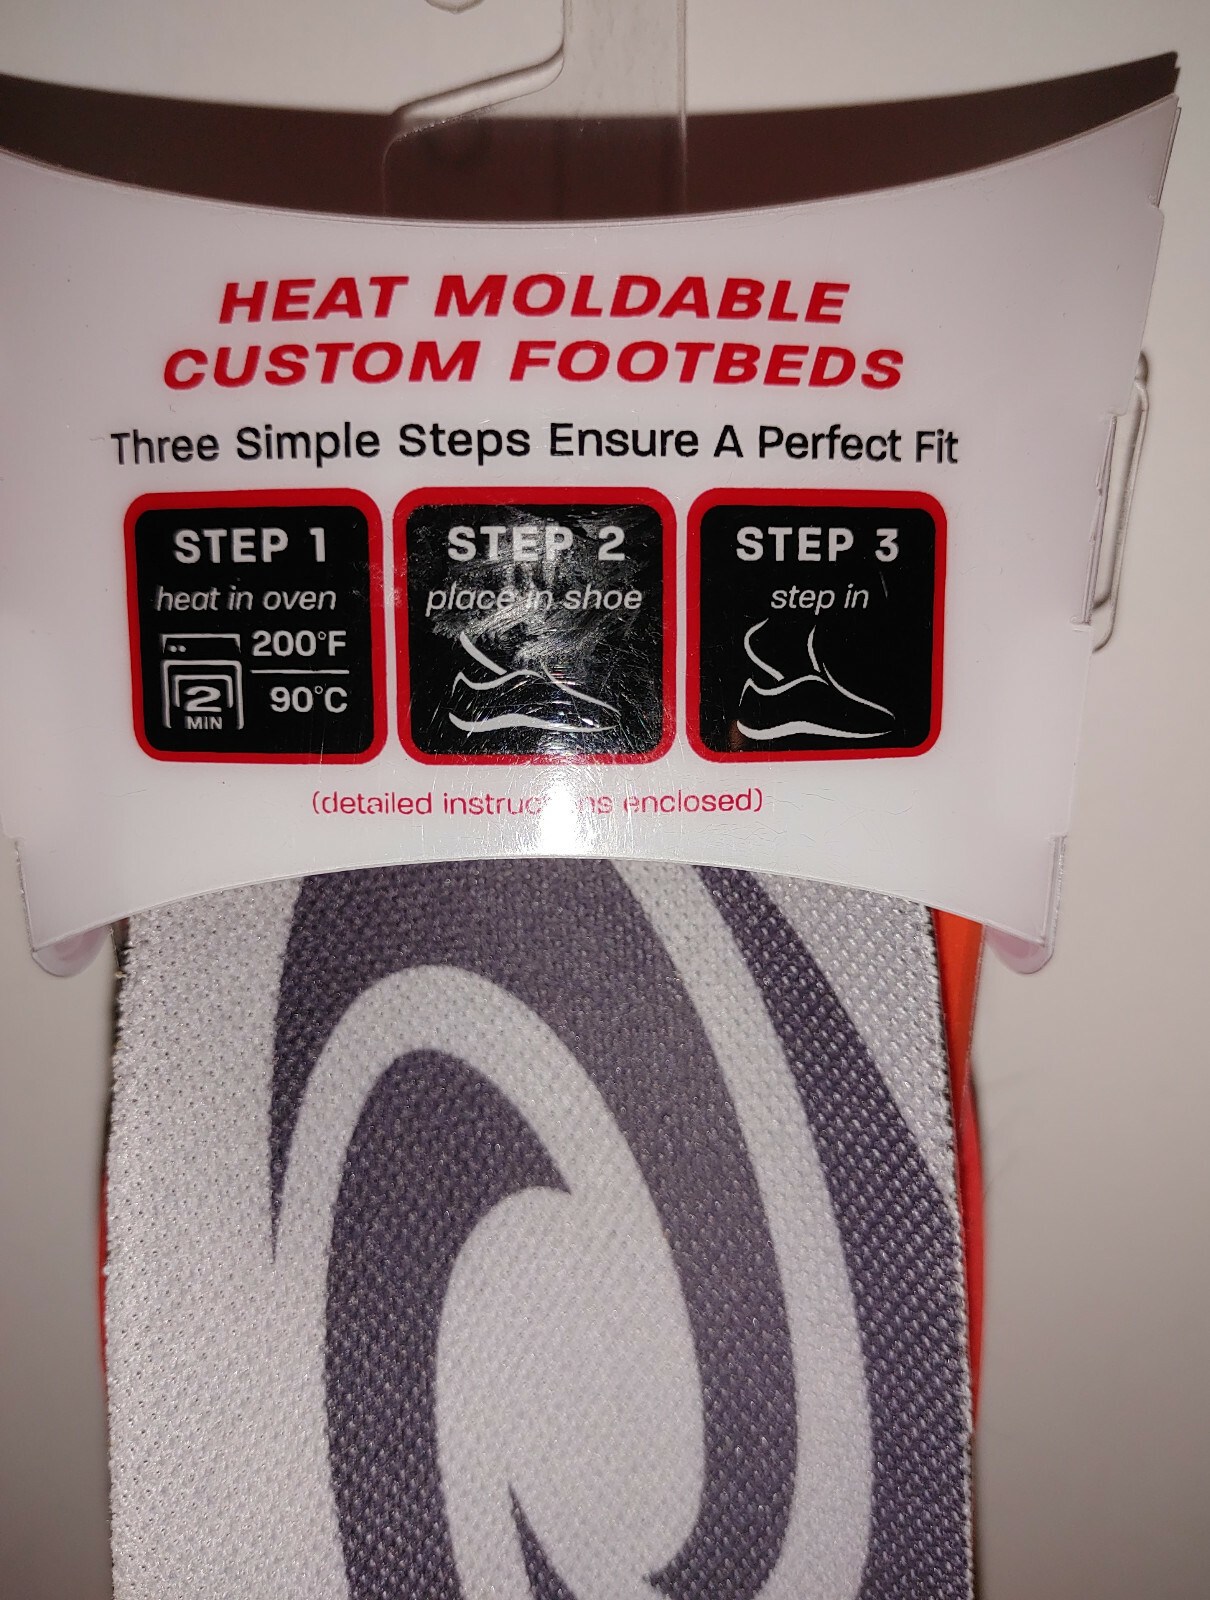 HEAT MOLDABLE
CUSTOM FOOTBEDS
Three Simple Steps Ensure A Perfect Fit
STEP 1
heat in oven
200°F
90°C
2
MIN
STEP 2
place in shoe
STEP 3
step in
(detailed enclosed)